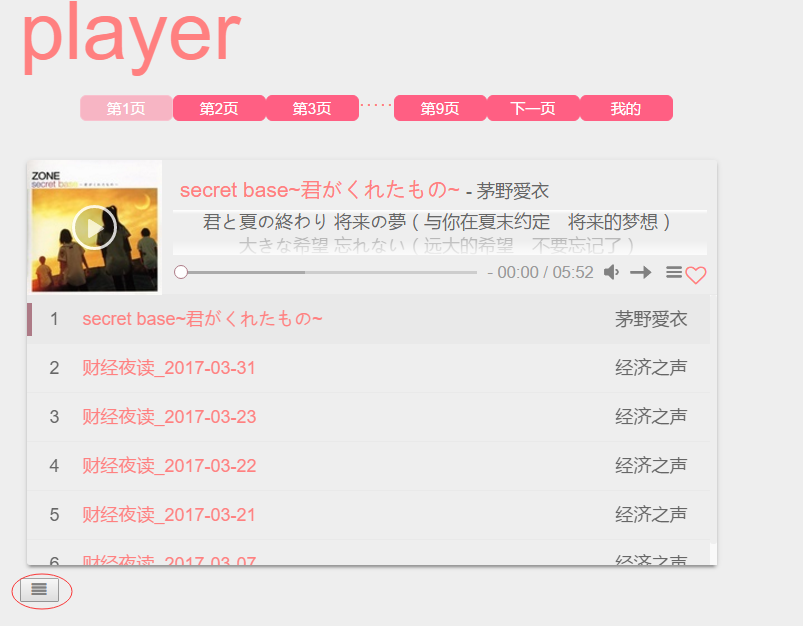 player
第1页 第2页 第3页 ····· 第9页 下一页 我的
ZONE
secret base ~君がくれたもの~
secret base~君がくれたもの~ - 茅野愛衣
君と夏の終わり 将来の夢（与你在夏末约定　将来的梦想）
大きな希望 忘れない（远大的希望　不要忘记了）
- 00:00 / 05:52
1 secret base~君がくれたもの~ 茅野愛衣
2 财经夜读_2017-03-31 经济之声
3 财经夜读_2017-03-23 经济之声
4 财经夜读_2017-03-22 经济之声
5 财经夜读_2017-03-21 经济之声
6 财经夜读_2017-03-07 经济之声